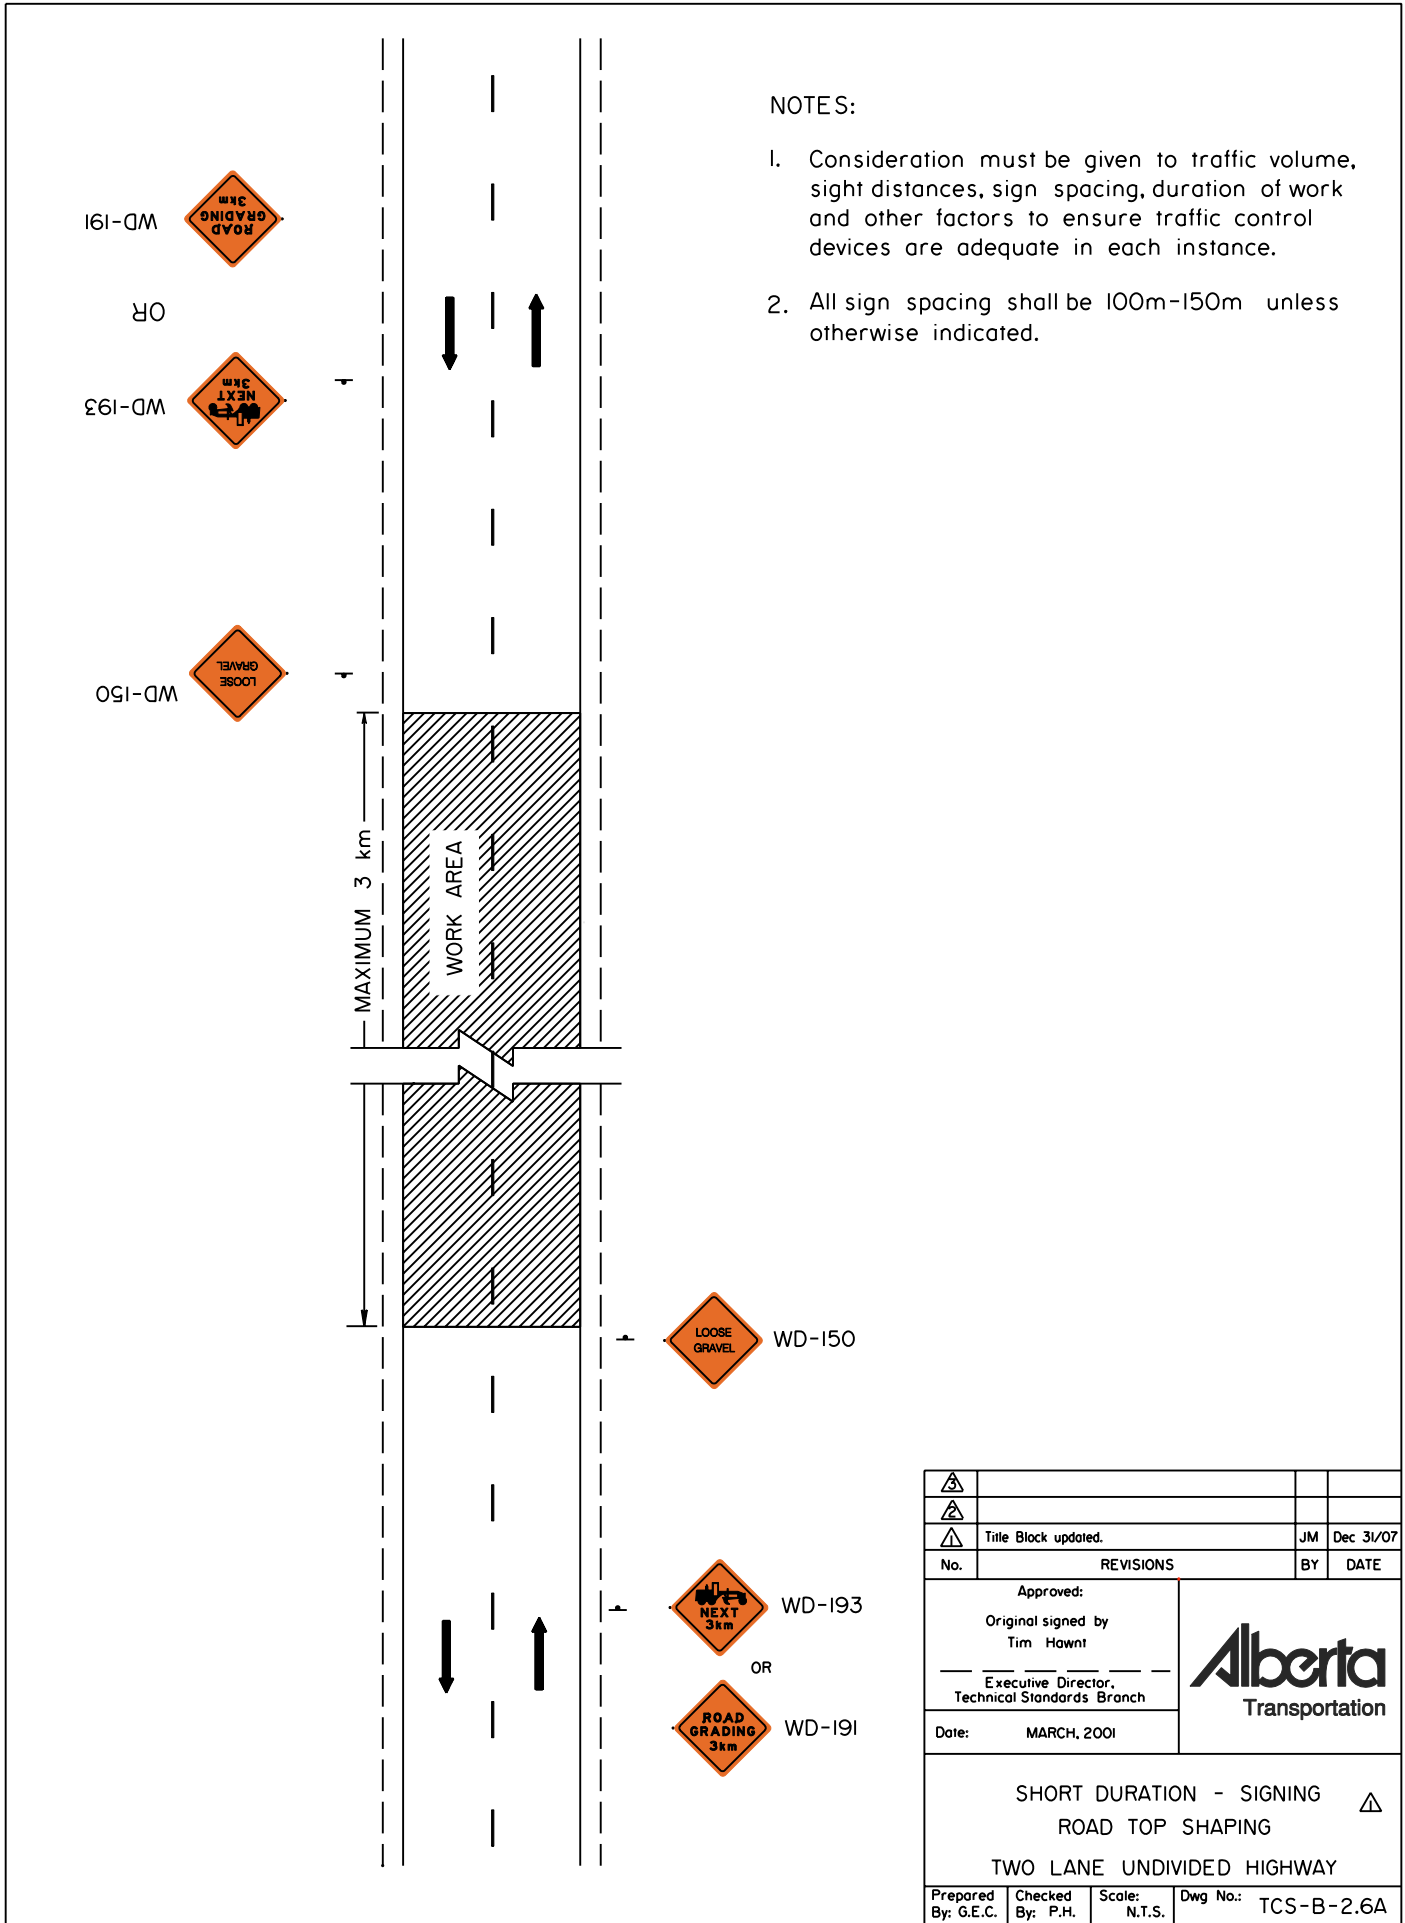 NOTES:
1. Consideration must be given to traffic volume,
sight distances, sign spacing, duration of work
and other factors to ensure traffic control
devices are adequate in each instance.
2. All sign spacing shall be 100m-150m unless
otherwise indicated.
WD-191
ROAD
GRADING
3km
OR
WD-193
NEXT
3km
WD-150
LOOSE
GRAVEL
MAXIMUM 3 km
WORK AREA
LOOSE
GRAVEL
WD-150
NEXT
3km
WD-193
OR
ROAD
GRADING
3km
WD-191
3
2
1 Title Block updated. JM Dec 31/07
No. REVISIONS BY DATE
Approved:
Original signed by
Tim Hawnt
Executive Director,
Technical Standards Branch
Date: MARCH, 2001
Alberta
Transportation
SHORT DURATION - SIGNING
1
ROAD TOP SHAPING
TWO LANE UNDIVIDED HIGHWAY
Prepared
By: G.E.C.
Checked
By: P.H.
Scale:
N.T.S.
Dwg No.: TCS-B-2.6A